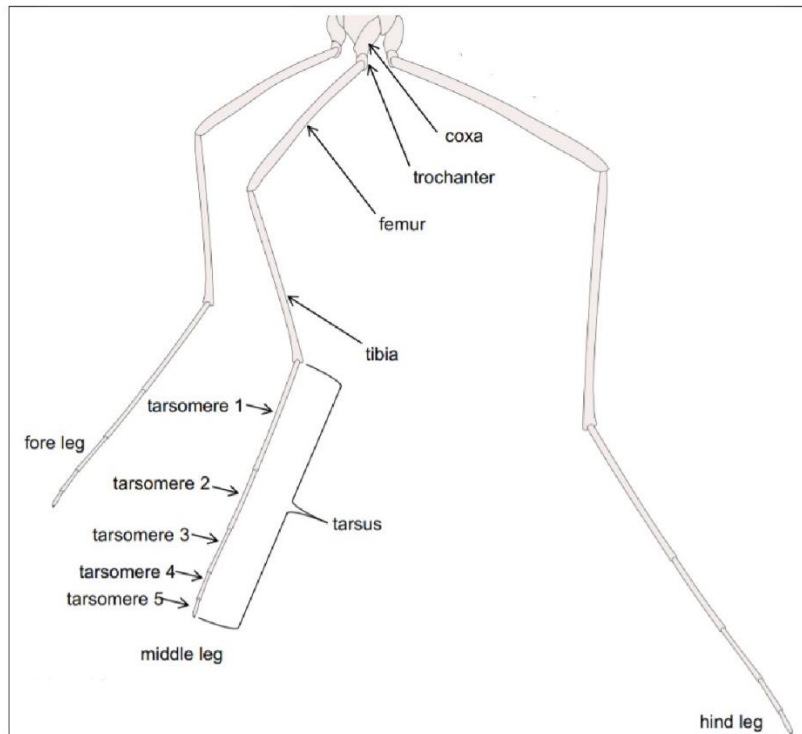 coxa
trochanter
femur
tibia
tarsomere 1
fore leg
tarsomere 2
tarsus
tarsomere 3
tarsomere 4
tarsomere 5
middle leg
hind leg